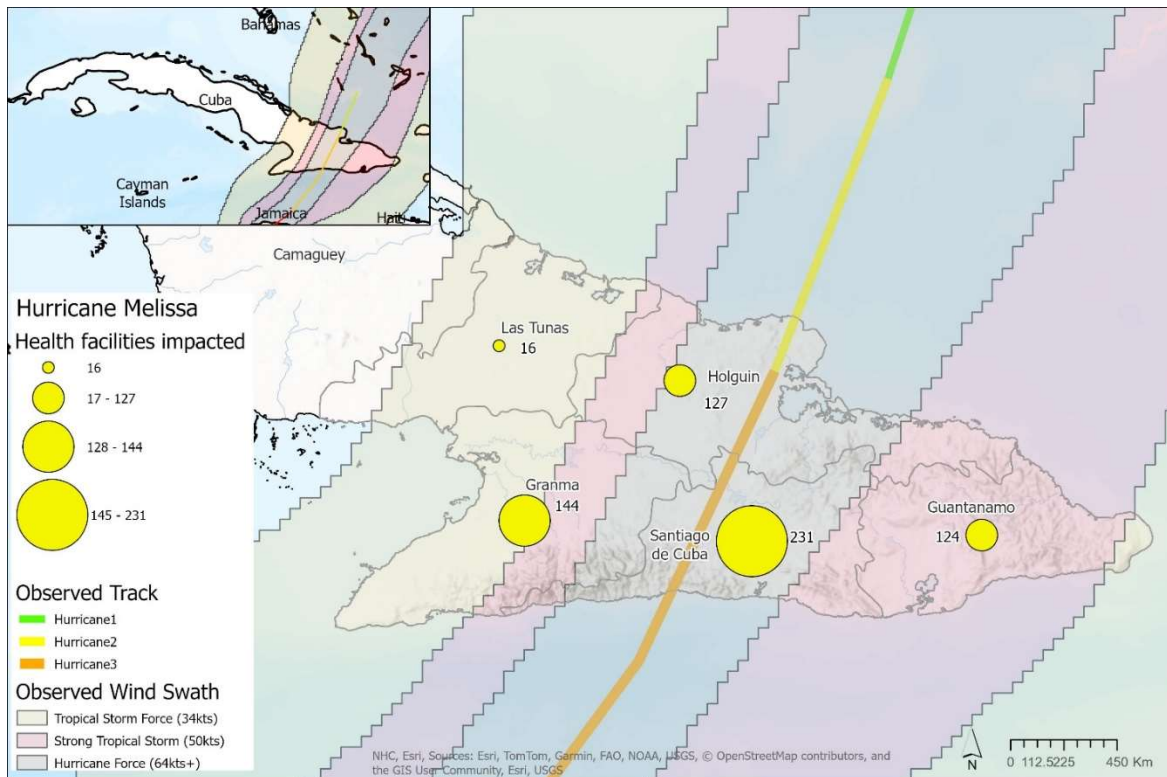 Bahamas
Cuba
Cayman
Islands
Jamaica
Haiti
Camaguey
Las Tunas
16
Holguin
127
Granma
144
Santiago
de Cuba
231
Guantanamo
124
Hurricane Melissa
Health facilities impacted
16
17 - 127
128 - 144
145 - 231
Observed Track
Hurricane1
Hurricane2
Hurricane3
Observed Wind Swath
Tropical Storm Force (34kts)
Strong Tropical Storm (50kts)
Hurricane Force (64kts+)
NHC, Esri, Sources: Esri, TomTom, Garmin, FAO, NOAA, USGS, © OpenStreetMap contributors, and
the GIS User Community, Esri, USGS
N
0 112.5225 450 Km